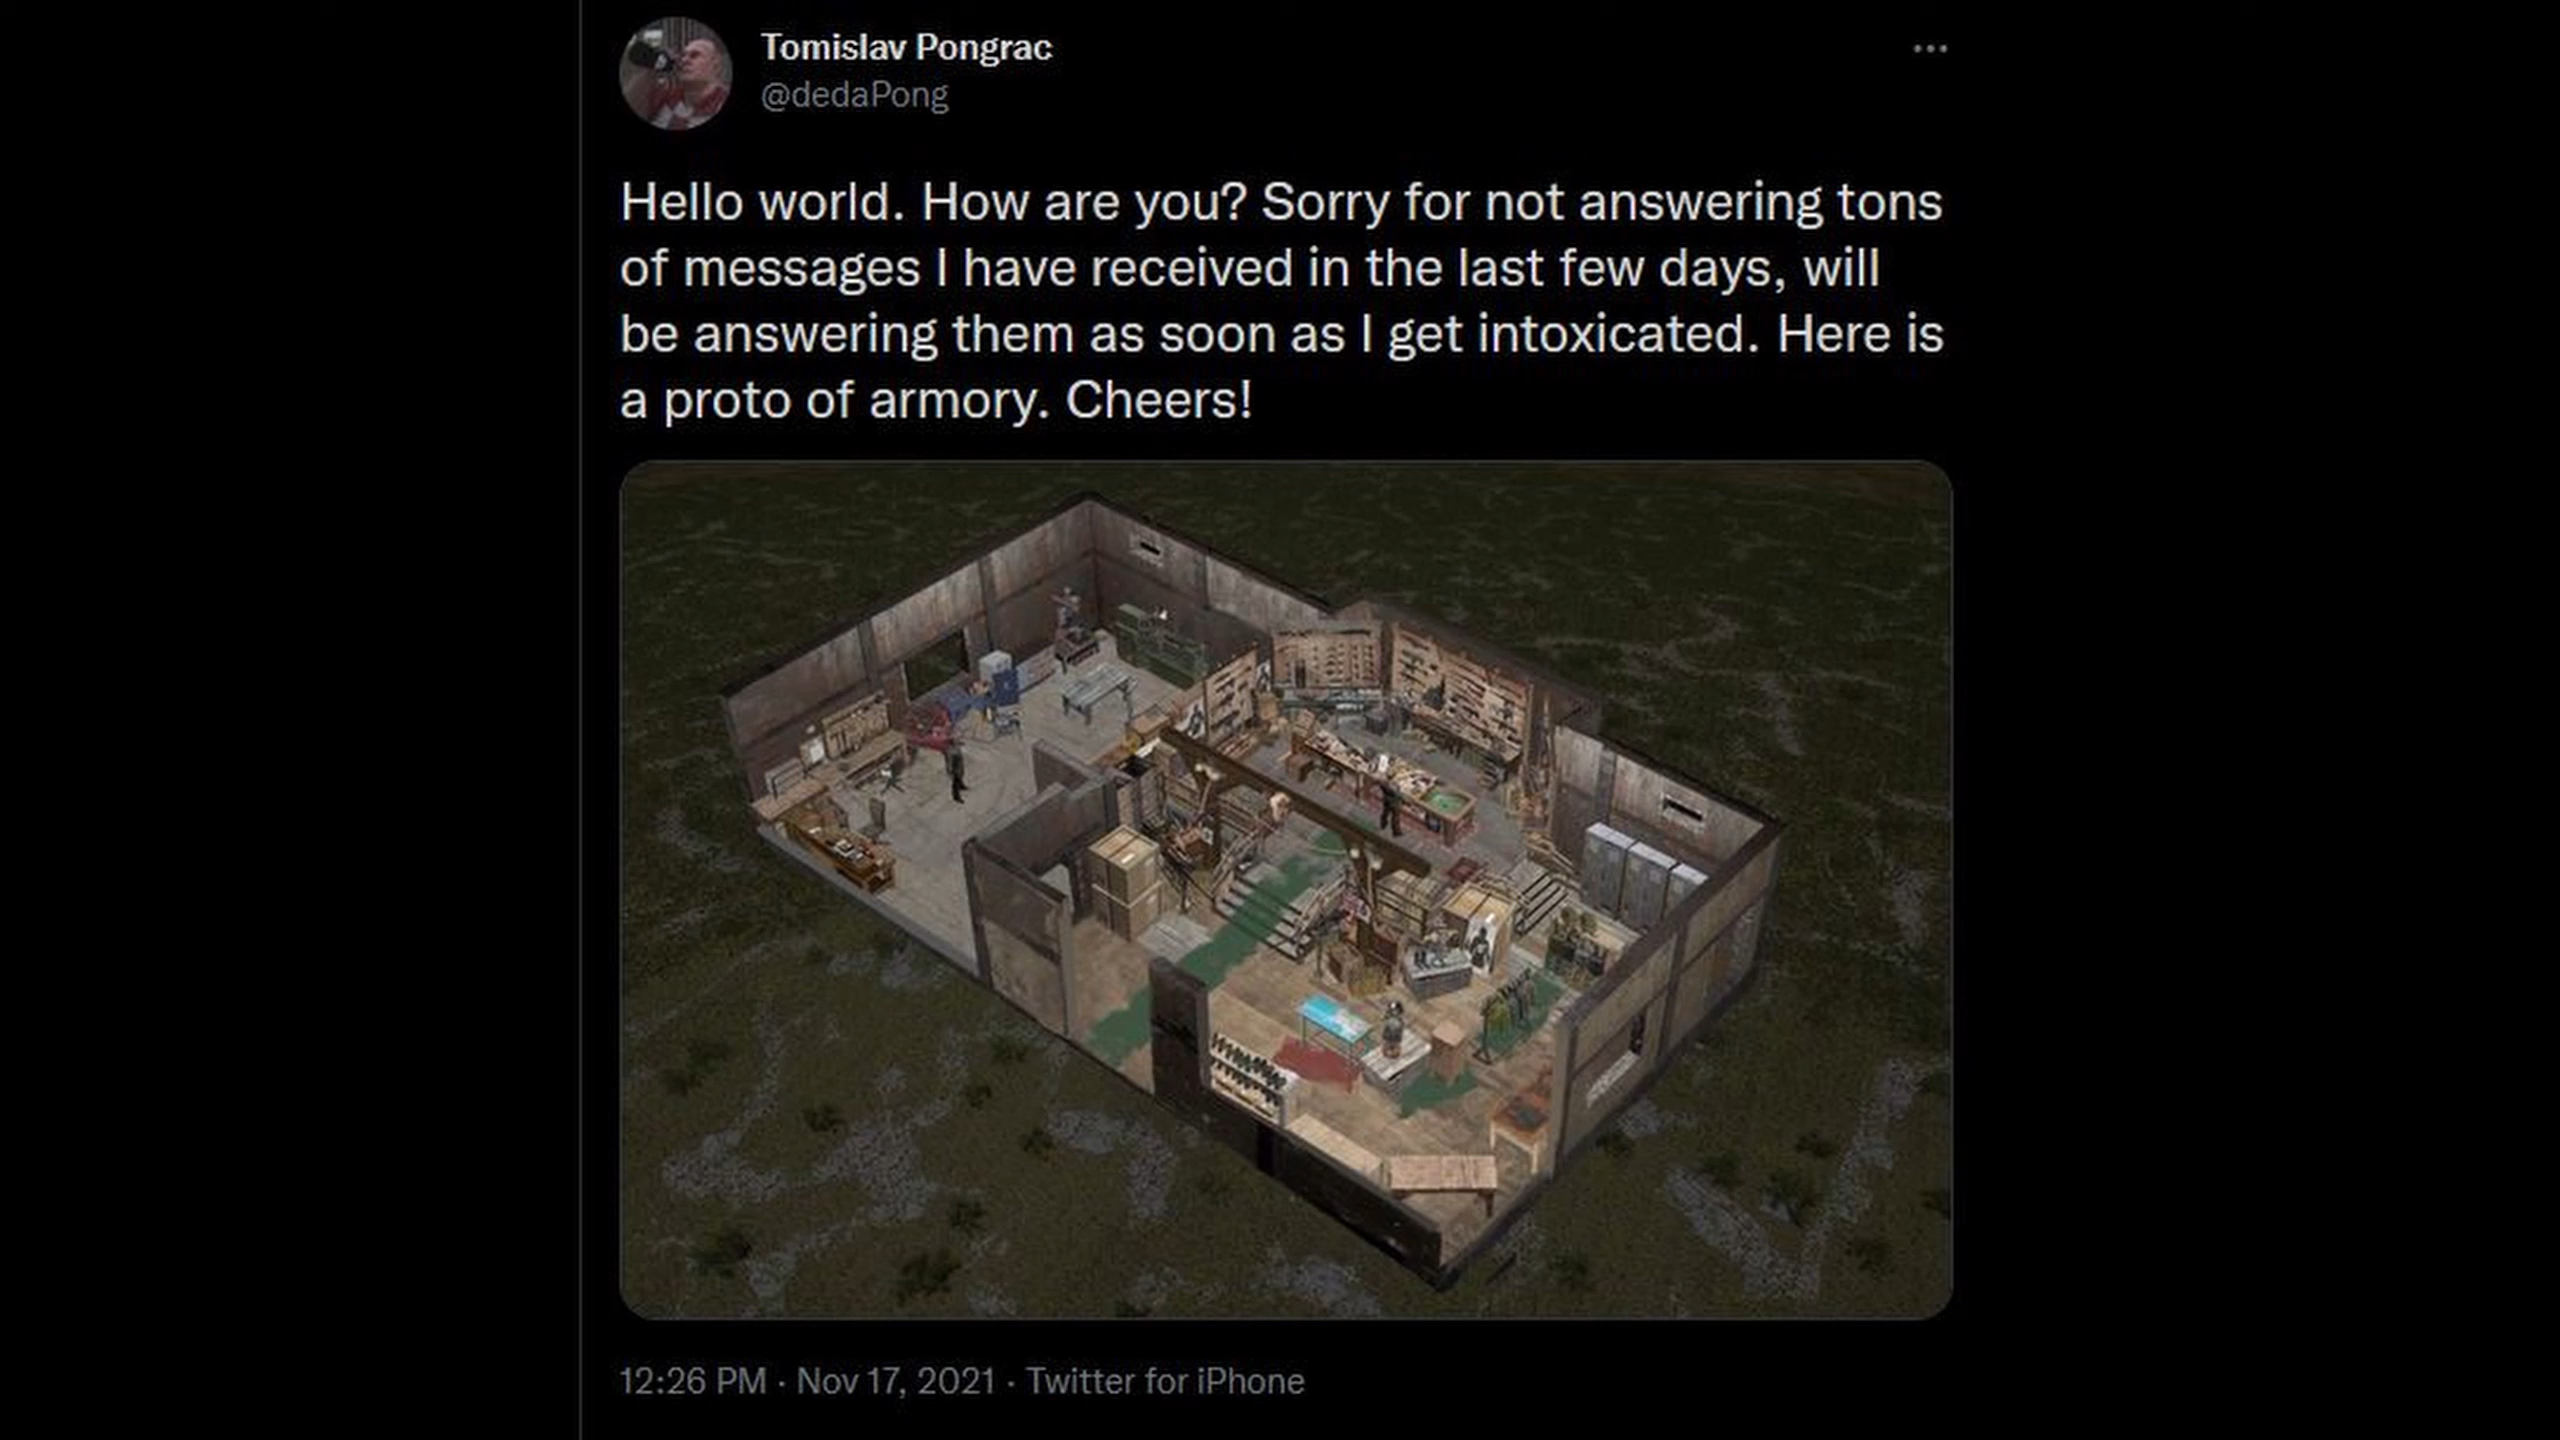 Tomislav Pongrac
@dedaPong
Hello world. How are you? Sorry for not answering tons
of messages I have received in the last few days, will
be answering them as soon as I get intoxicated. Here is
a proto of armory. Cheers!
12:26 PM · Nov 17, 2021 · Twitter for iPhone